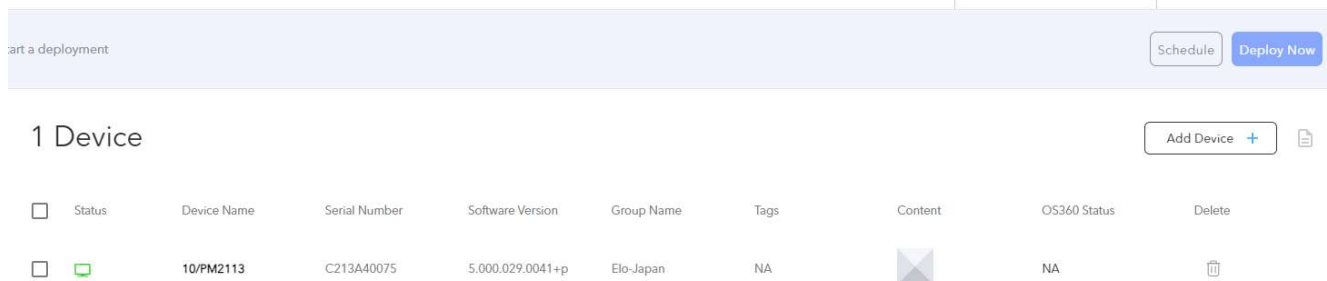 tart a deployment
Schedule
Deploy Now
1 Device
Add Device +
Status Device Name Serial Number Software Version Group Name Tags Content OS360 Status Delete
10/PM2113 C213A40075 5.000.029.0041+p Elo-Japan NA NA